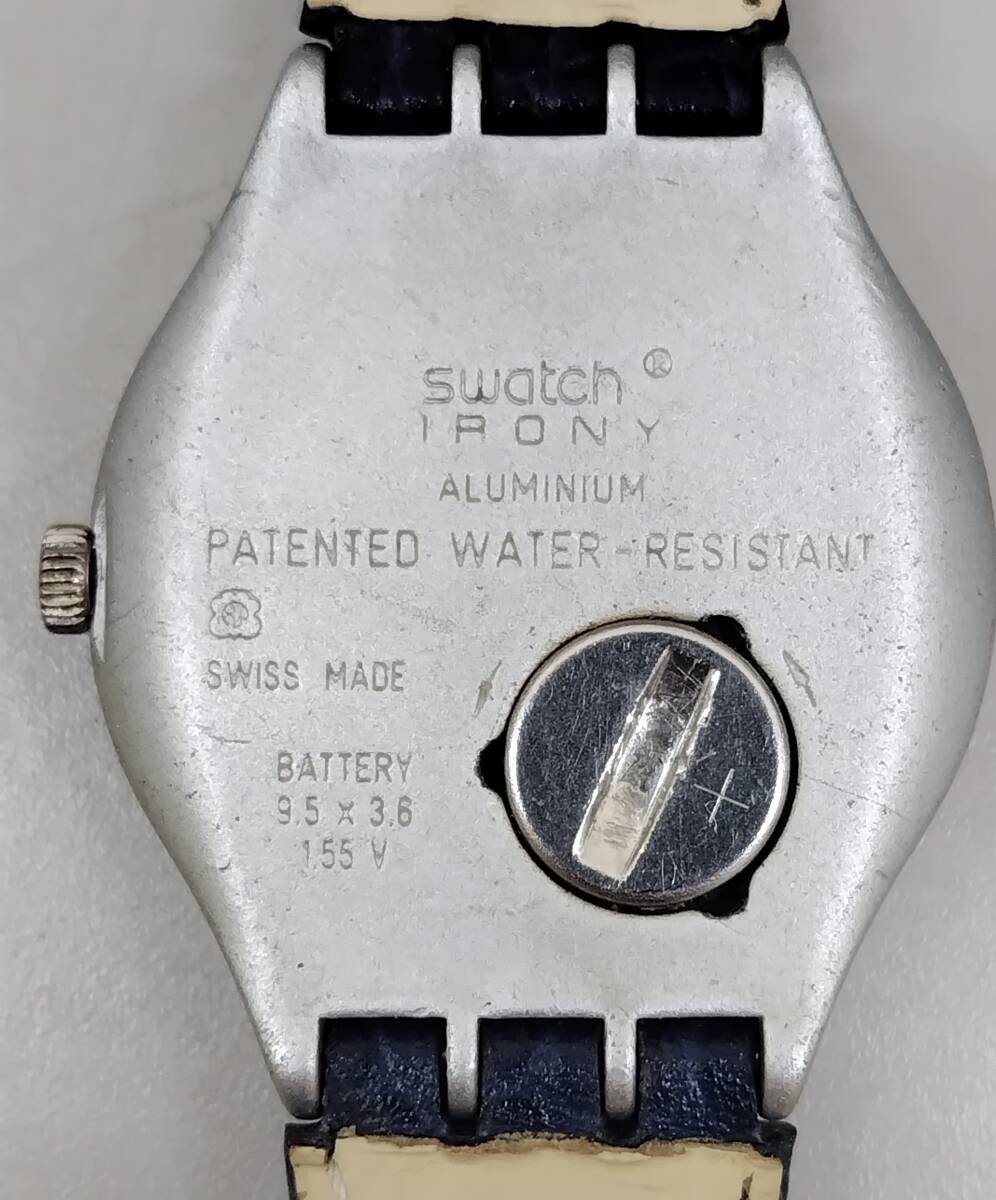 swatch ®
IRONY
ALUMINIUM
PATENTED WATER-RESISTANT
SWISS MADE
BATTERY
9.5 x 3.6
1.55 V
+